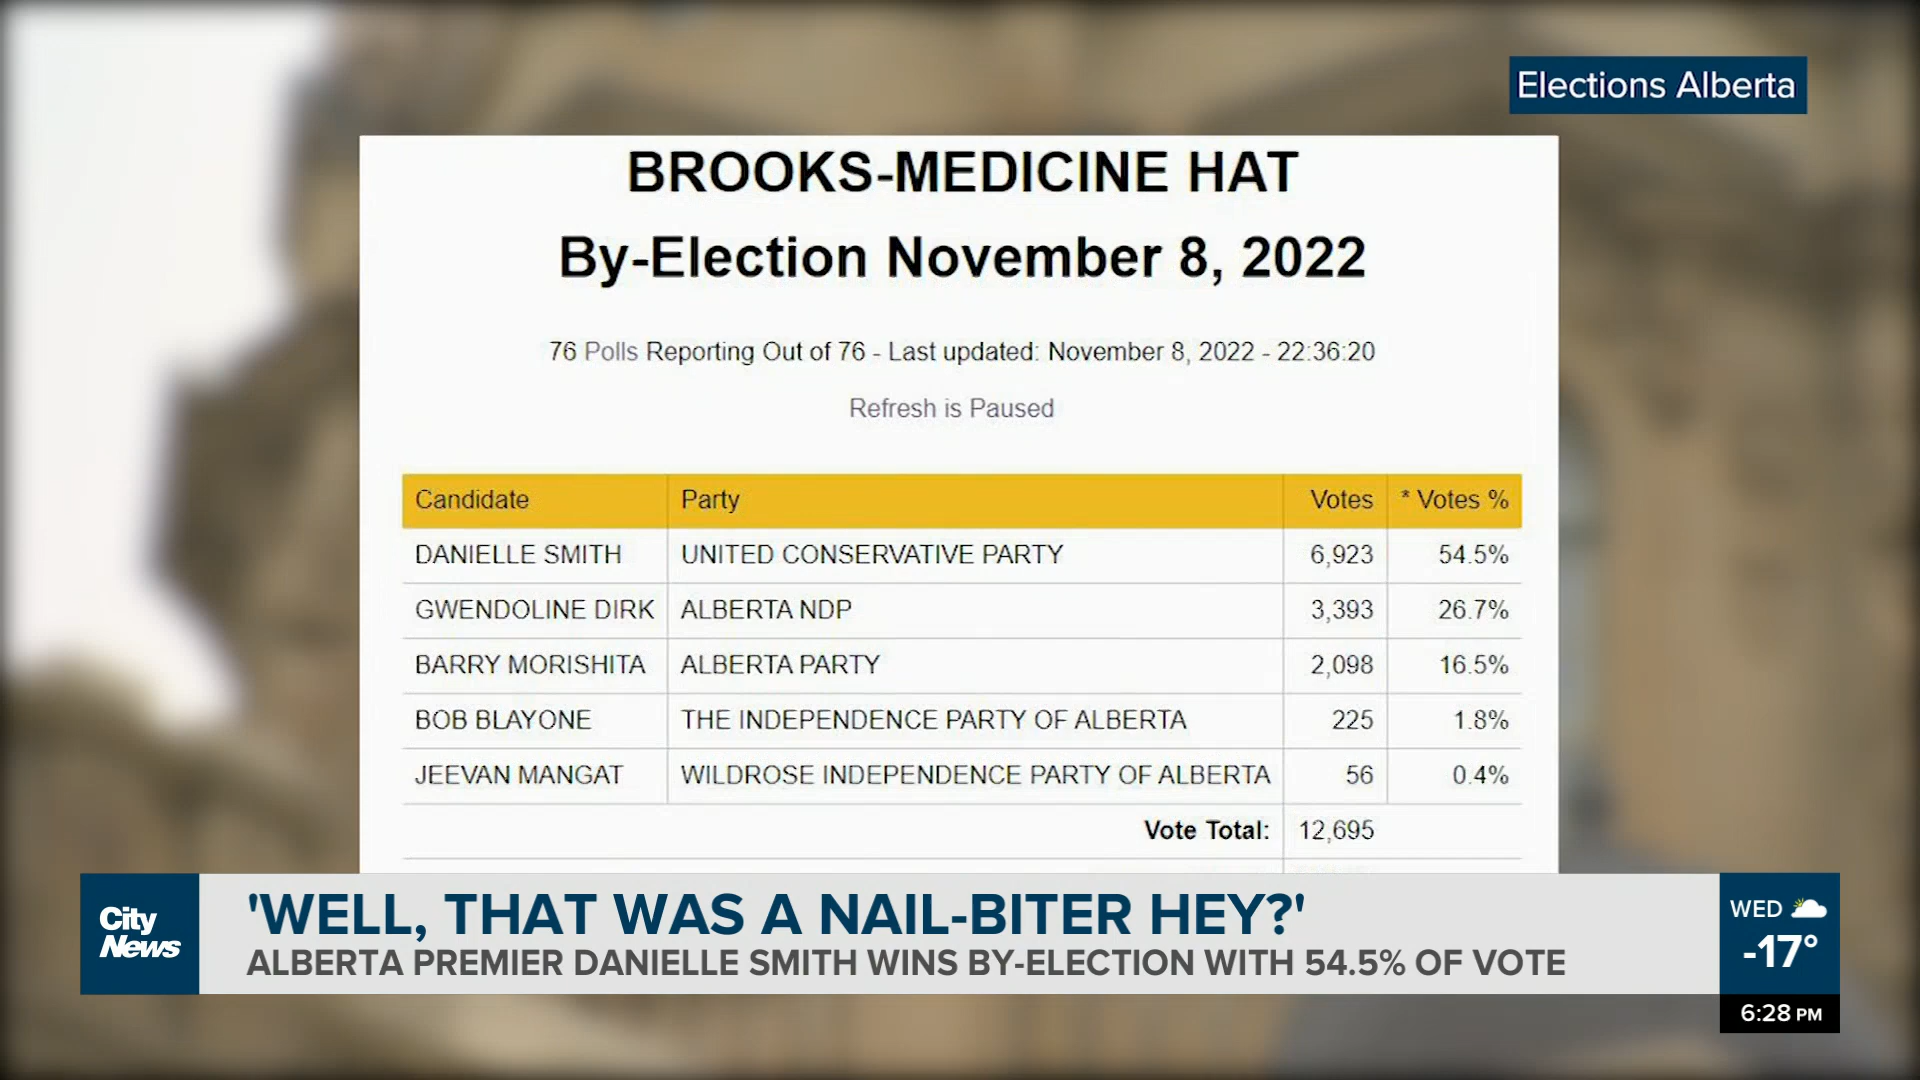 Elections Alberta
BROOKS-MEDICINE HAT
By-Election November 8, 2022
76 Polls Reporting Out of 76 - Last updated: November 8, 2022 - 22:36:20
Refresh is Paused
Candidate Party Votes * Votes %
DANIELLE SMITH UNITED CONSERVATIVE PARTY 6,923 54.5%
GWENDOLINE DIRK ALBERTA NDP 3,393 26.7%
BARRY MORISHITA ALBERTA PARTY 2,098 16.5%
BOB BLAYONE THE INDEPENDENCE PARTY OF ALBERTA 225 1.8%
JEEVAN MANGAT WILDROSE INDEPENDENCE PARTY OF ALBERTA 56 0.4%
Vote Total: 12,695
City
News
'WELL, THAT WAS A NAIL-BITER HEY?'
ALBERTA PREMIER DANIELLE SMITH WINS BY-ELECTION WITH 54.5% OF VOTE
WED
-17°
6:28 PM